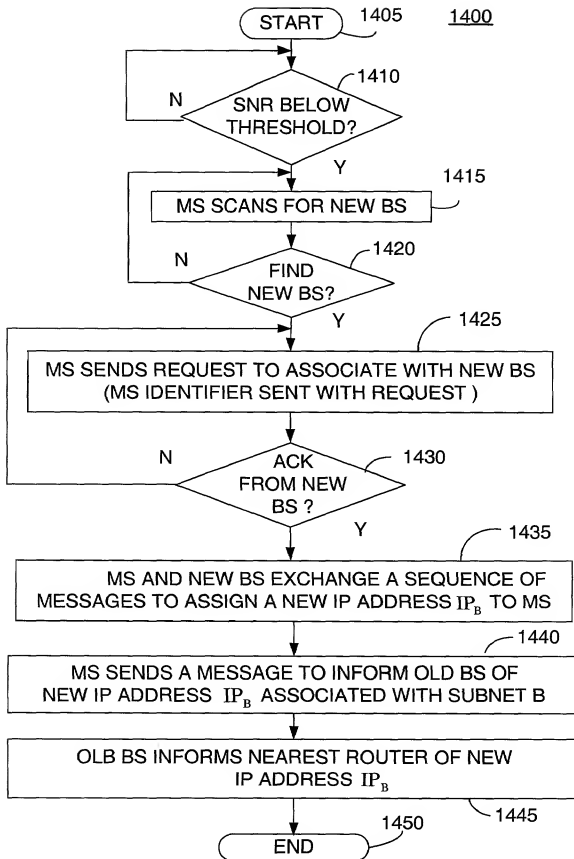 START
1405
1400
1410
N
SNR BELOW
THRESHOLD?
Y
1415
MS SCANS FOR NEW BS
1420
N
FIND
NEW BS?
Y
1425
MS SENDS REQUEST TO ASSOCIATE WITH NEW BS
(MS IDENTIFIER SENT WITH REQUEST )
N
1430
ACK
FROM NEW
BS ?
Y
1435
MS AND NEW BS EXCHANGE A SEQUENCE OF
MESSAGES TO ASSIGN A NEW IP ADDRESS IP_B TO MS
1440
MS SENDS A MESSAGE TO INFORM OLD BS OF
NEW IP ADDRESS IP_B ASSOCIATED WITH SUBNET B
OLB BS INFORMS NEAREST ROUTER OF NEW
IP ADDRESS IP_B
1445
1450
END